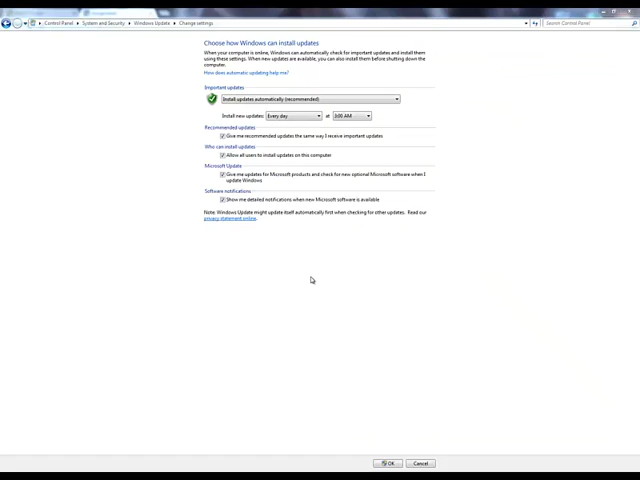 Control Panel ▸ System and Security ▸ Windows Update ▸ Change settings
Search Control Panel
Choose how Windows can install updates
When your computer is online, Windows can automatically check for important updates and install them
using these settings. When new updates are available, you can also install them before shutting down the
computer.
How does automatic updating help me?
Important updates
Install updates automatically (recommended)
Install new updates: Every day at 3:00 AM
Recommended updates
Give me recommended updates the same way I receive important updates
Who can install updates
Allow all users to install updates on this computer
Microsoft Update
Give me updates for Microsoft products and check for new optional Microsoft software when I
update Windows
Software notifications
Show me detailed notifications when new Microsoft software is available
Note: Windows Update might update itself automatically first when checking for other updates. Read our
privacy statement online.
OK Cancel